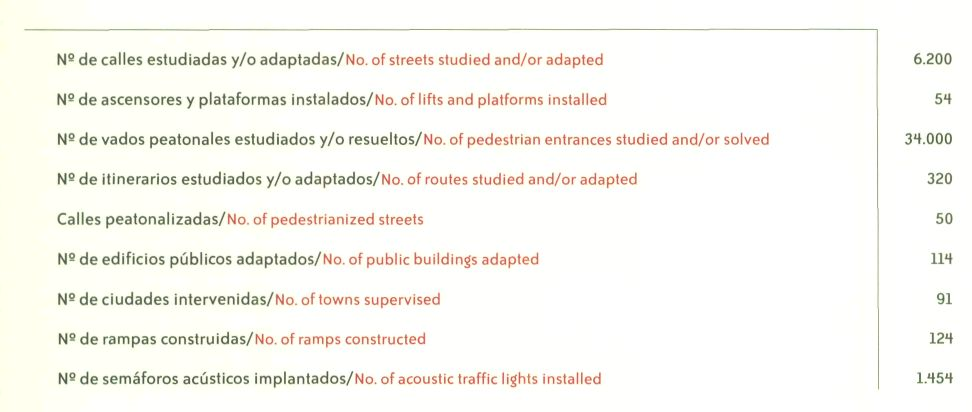 Nº de calles estudiadas y/o adaptadas/No. of streets studied and/or adapted 6.200
Nº de ascensores y plataformas instalados/No. of lifts and platforms installed 54
Nº de vados peatonales estudiados y/o resueltos/No. of pedestrian entrances studied and/or solved 34.000
Nº de itinerarios estudiados y/o adaptados/No. of routes studied and/or adapted 320
Calles peatonalizadas/No. of pedestrianized streets 50
Nº de edificios públicos adaptados/No. of public buildings adapted 114
Nº de ciudades intervenidas/No. of towns supervised 91
Nº de rampas construidas/No. of ramps constructed 124
Nº de semáforos acústicos implantados/No. of acoustic traffic lights installed 1.454